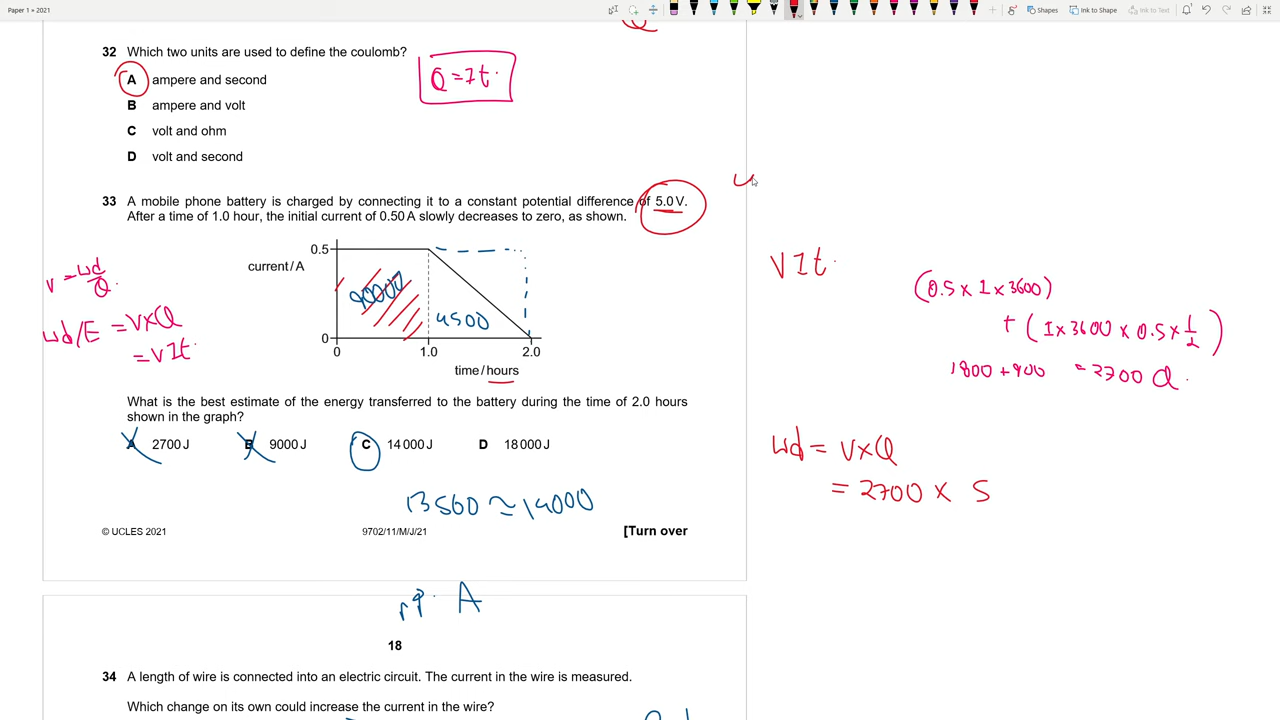 Paper 1 • 2021
Shapes
Ink to Shape
Ink to Text
32 Which two units are used to define the coulomb?
A ampere and second
B ampere and volt
C volt and ohm
D volt and second
Q = It.
33 A mobile phone battery is charged by connecting it to a constant potential difference of 5.0 V.
After a time of 1.0 hour, the initial current of 0.50 A slowly decreases to zero, as shown.
0.5
current / A
0
0 1.0 2.0
time / hours
4500
V = wd/Q.
wd/E = V×Q
= VIt.
VIt.
(0.5 × 1 × 3600)
+ (1 × 3600 × 0.5 × 1/2)
1800 + 900 = 2700 Q.
What is the best estimate of the energy transferred to the battery during the time of 2.0 hours
shown in the graph?
A 2700 J B 9000 J C 14 000 J D 18 000 J
wd = V×Q
= 2700 × 5
13500 ≈ 14000
© UCLES 2021 9702/11/M/J/21 [Turn over
A
18
34 A length of wire is connected into an electric circuit. The current in the wire is measured.
Which change on its own could increase the current in the wire?